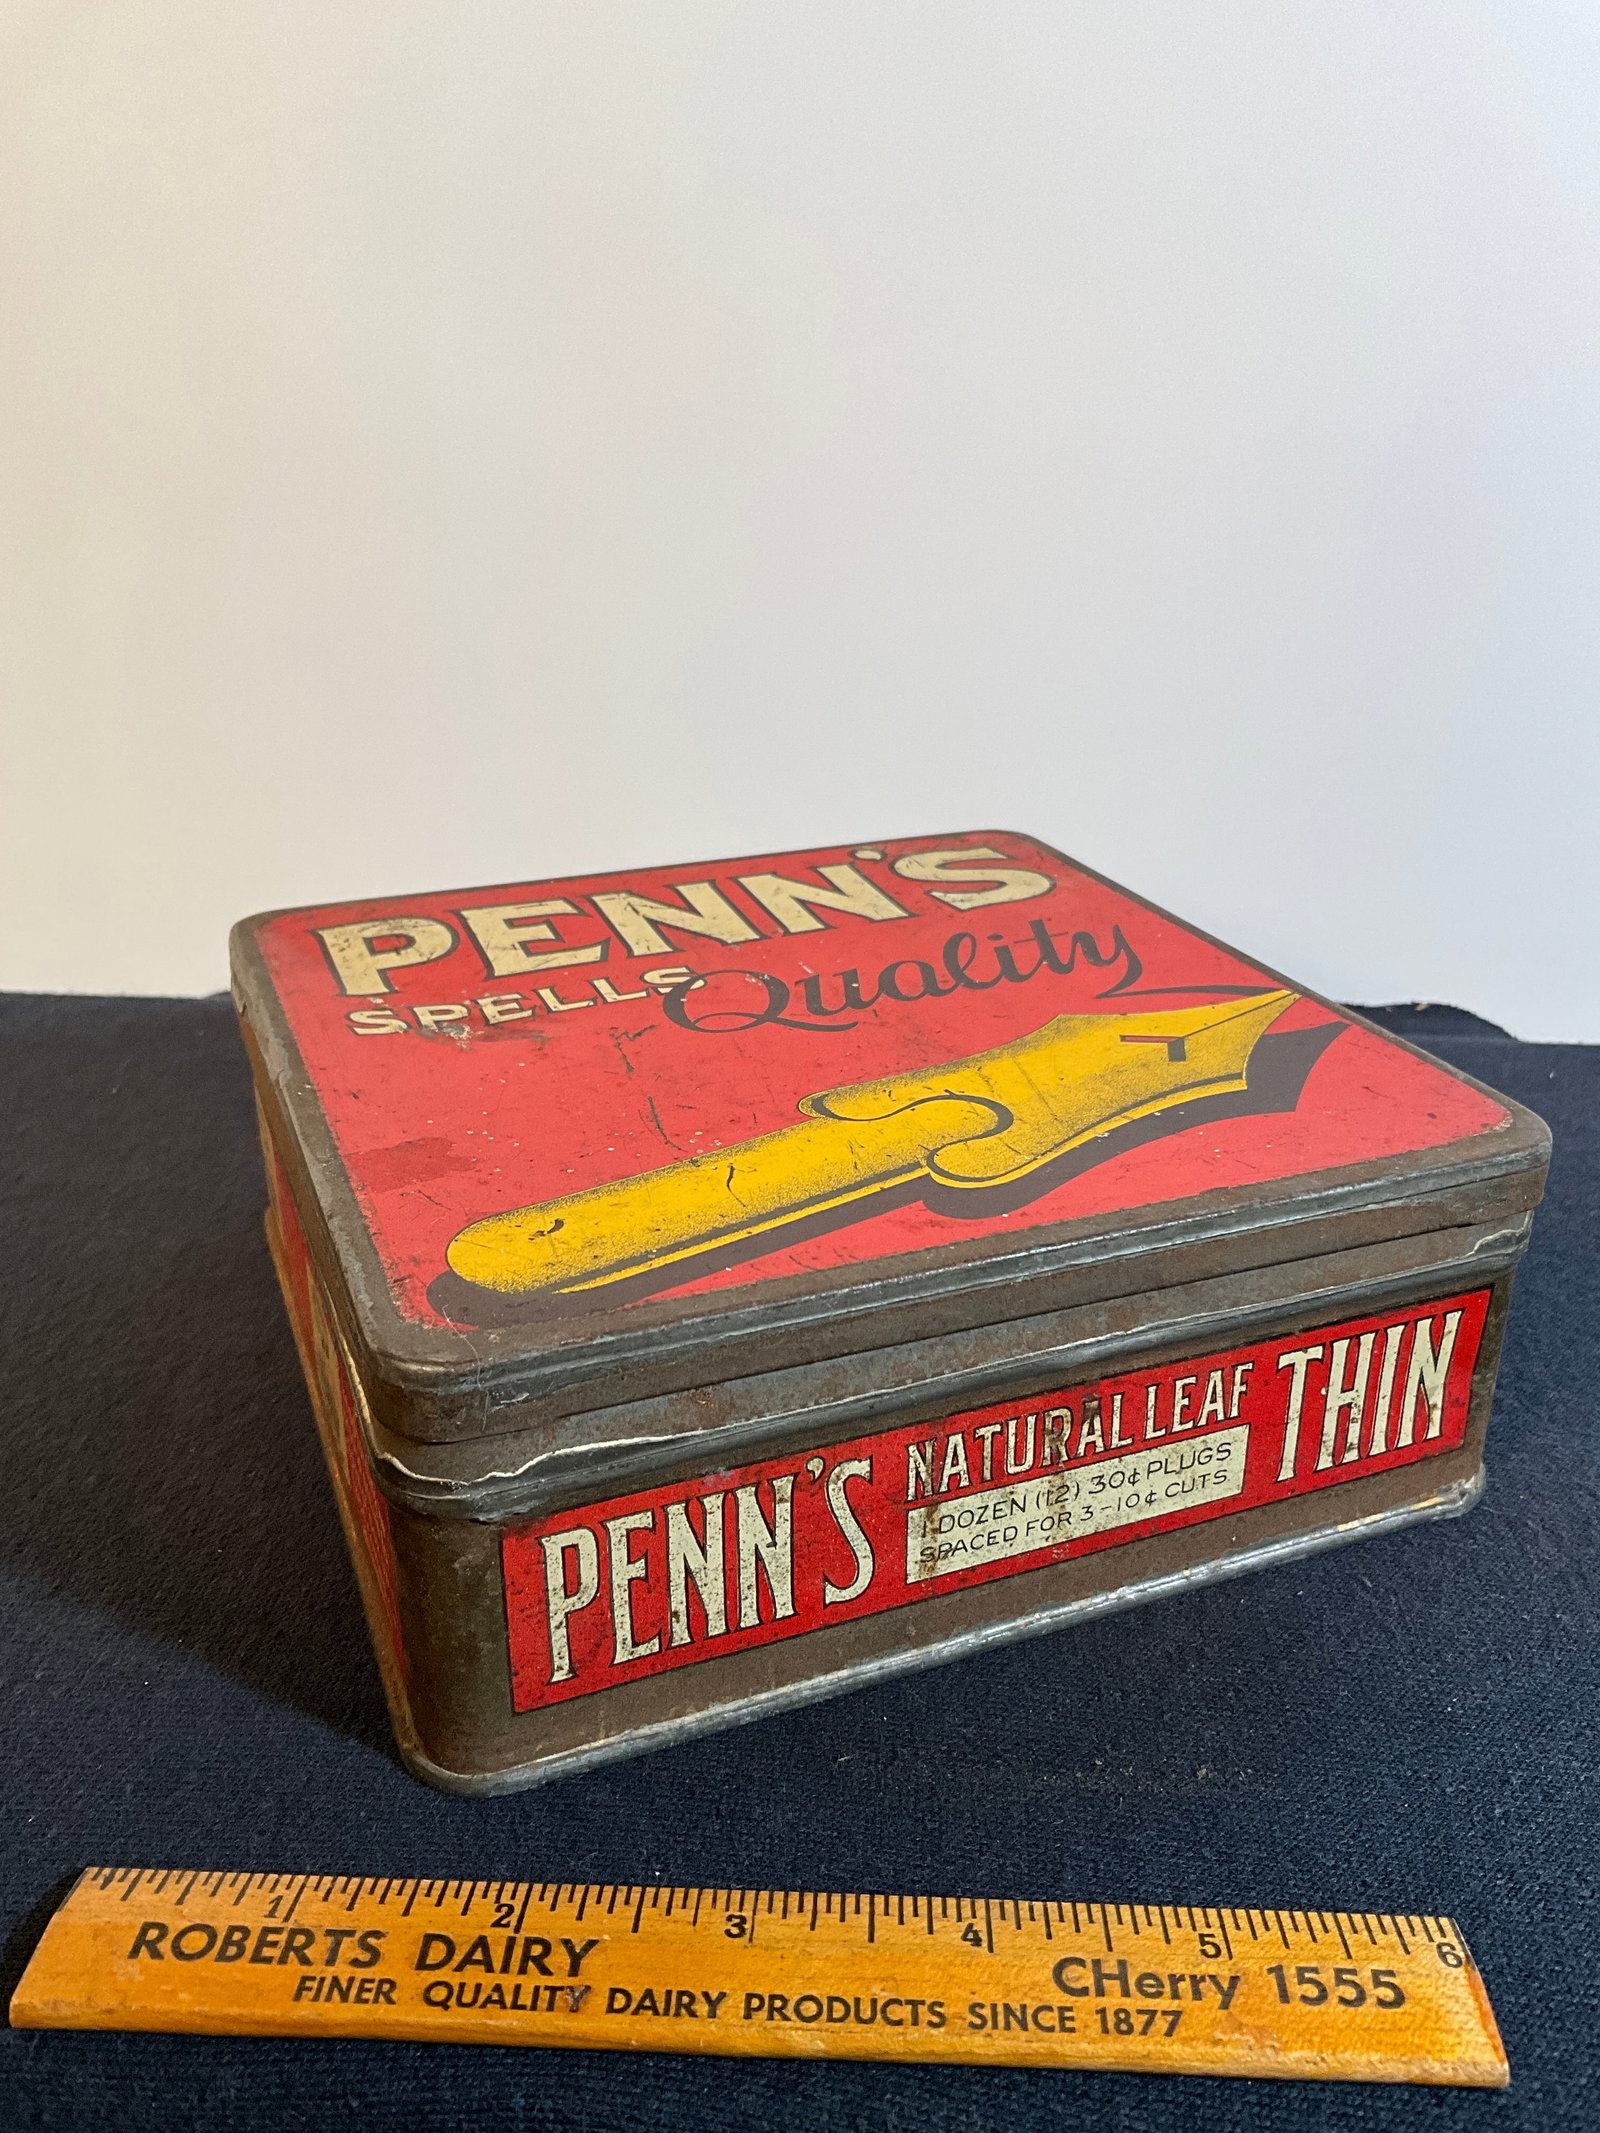 PENN'S
SPELLS Quality
PENN'S NATURAL LEAF THIN
1 DOZEN (12) 30¢ PLUGS
SPACED FOR 3-10¢ CUTS
1 2 3 4 5 6
ROBERTS DAIRY CHerry 1555
FINER QUALITY DAIRY PRODUCTS SINCE 1877